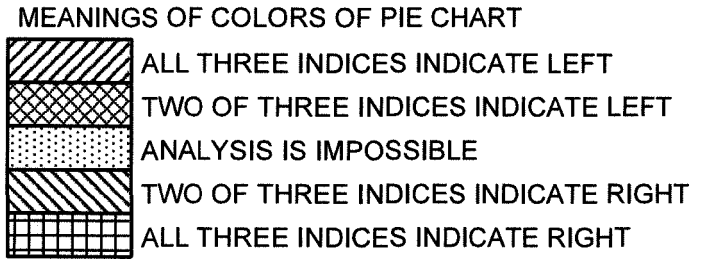 MEANINGS OF COLORS OF PIE CHART
ALL THREE INDICES INDICATE LEFT
TWO OF THREE INDICES INDICATE LEFT
ANALYSIS IS IMPOSSIBLE
TWO OF THREE INDICES INDICATE RIGHT
ALL THREE INDICES INDICATE RIGHT